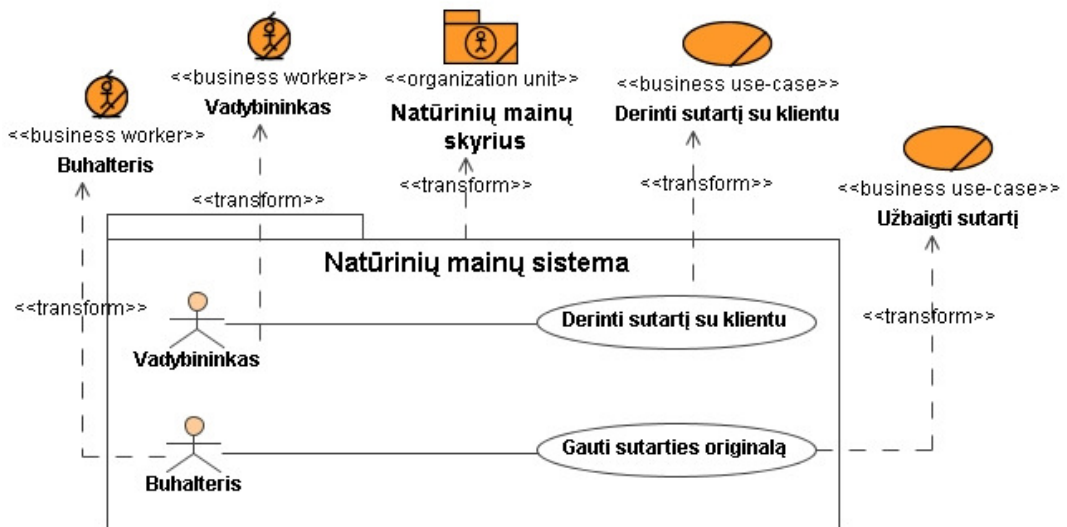 <<business worker>>
Vadybininkas
<<organization unit>>
Natūrinių mainų
skyrius
<<business use-case>>
Derinti sutartį su klientu
<<business worker>>
Buhalteris
<<business use-case>>
Užbaigti sutartį
<<transform>>
<<transform>>
<<transform>>
Natūrinių mainų sistema
<<transform>>
<<transform>>
Vadybininkas
Derinti sutartį su klientu
Buhalteris
Gauti sutarties originalą